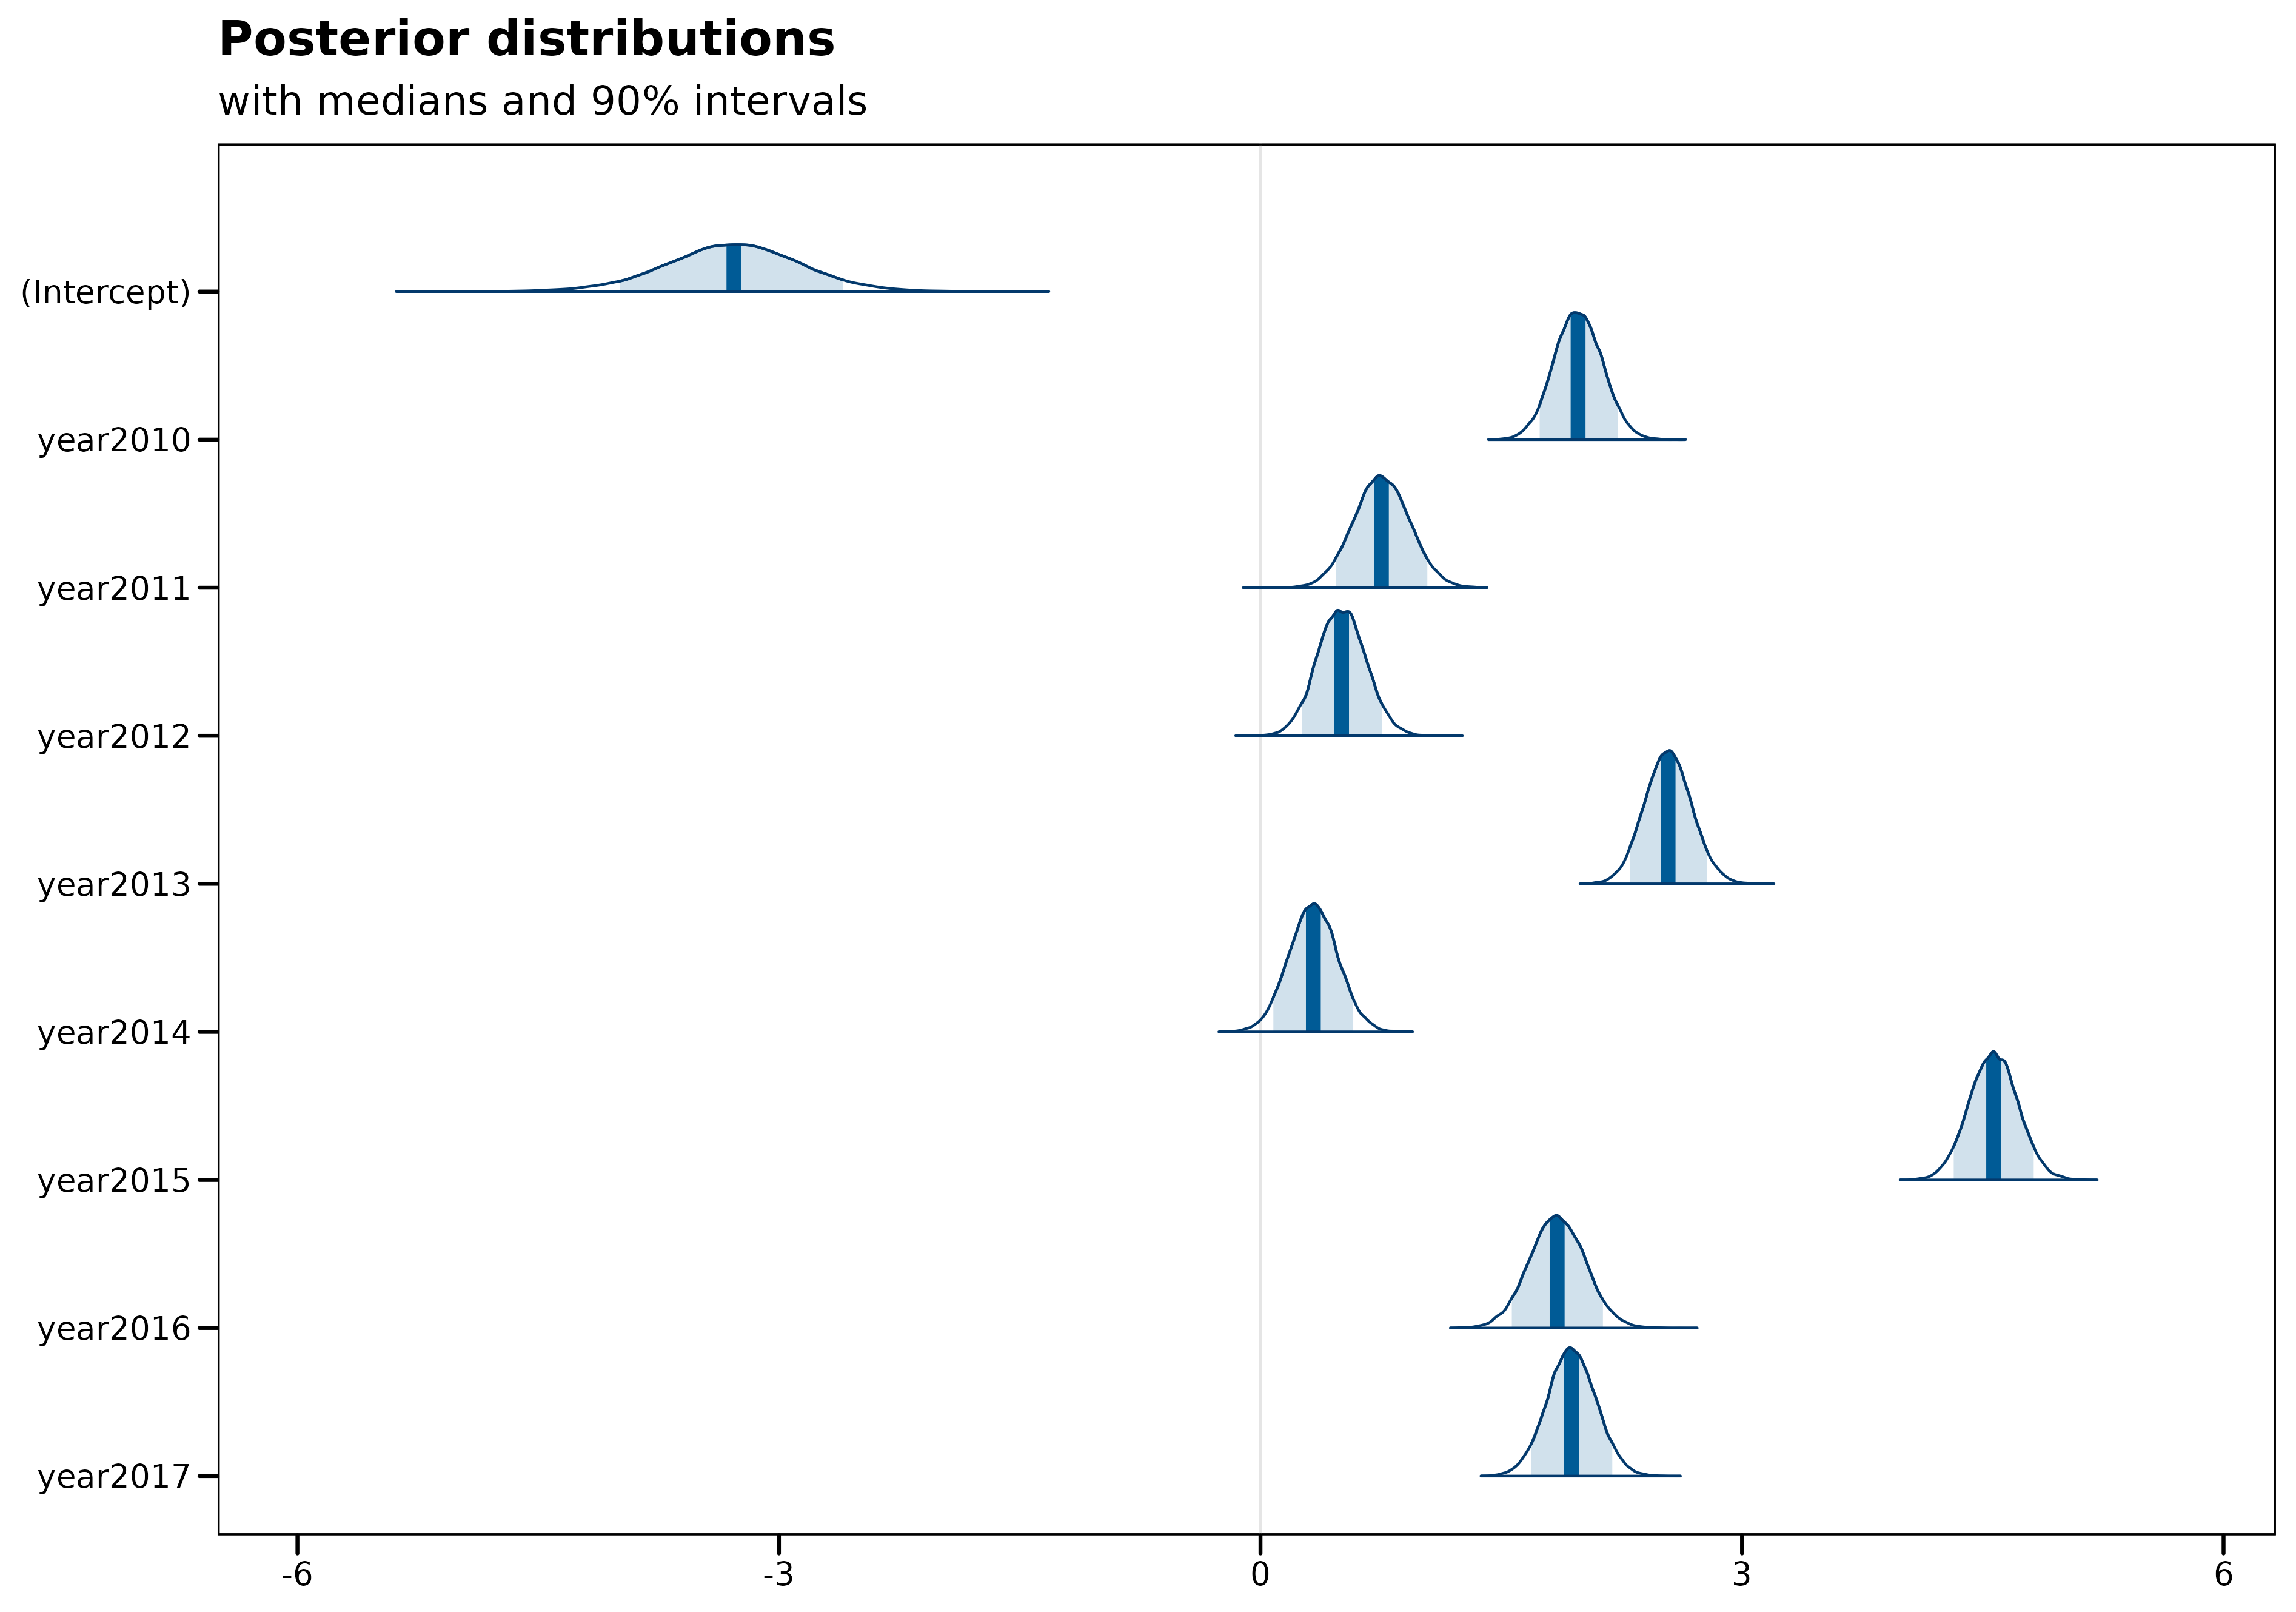 Posterior distributions
with medians and 90% intervals
(Intercept)
year2010
year2011
year2012
year2013
year2014
year2015
year2016
year2017
-6 -3 0 3 6